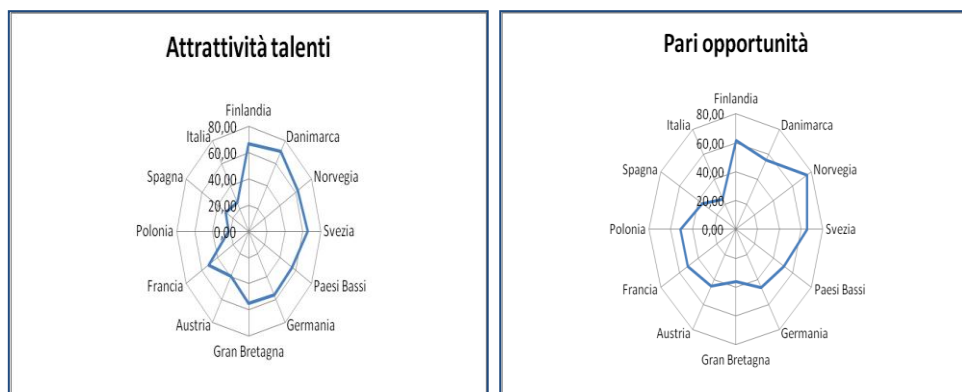 Attrattività talenti
Finlandia
80,00
Italia
Danimarca
60,00
Spagna
40,00
Norvegia
20,00
Polonia
0,00
Svezia
Francia
Paesi Bassi
Austria
Germania
Gran Bretagna
Pari opportunità
Finlandia
80,00
Italia
Danimarca
60,00
Spagna
40,00
Norvegia
20,00
Polonia
0,00
Svezia
Francia
Paesi Bassi
Austria
Germania
Gran Bretagna